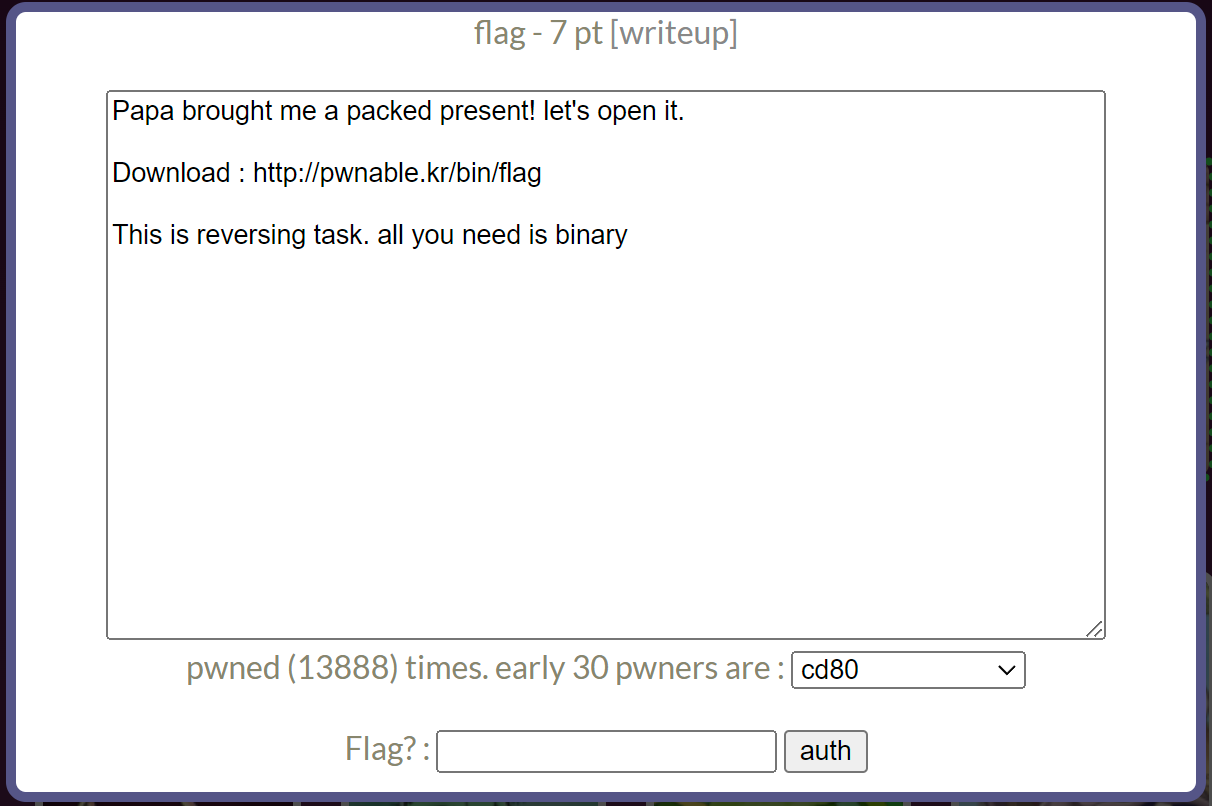 flag - 7 pt [writeup]
Papa brought me a packed present! let's open it.
Download : http://pwnable.kr/bin/flag
This is reversing task. all you need is binary
pwned (13888) times. early 30 pwners are : cd80
Flag? : auth